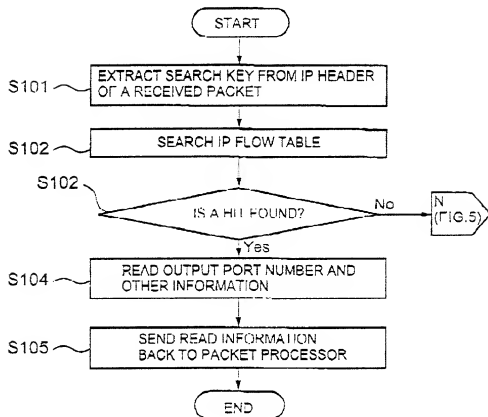 START
S101
EXTRACT SEARCH KEY FROM IP HEADER
OF A RECEIVED PACKET
S102
SEARCH IP FLOW TABLE
S102
IS A HIT FOUND?
No
N
(FIG.5)
Yes
S104
READ OUTPUT PORT NUMBER AND
OTHER INFORMATION
S105
SEND READ INFORMATION
BACK TO PACKET PROCESSOR
END